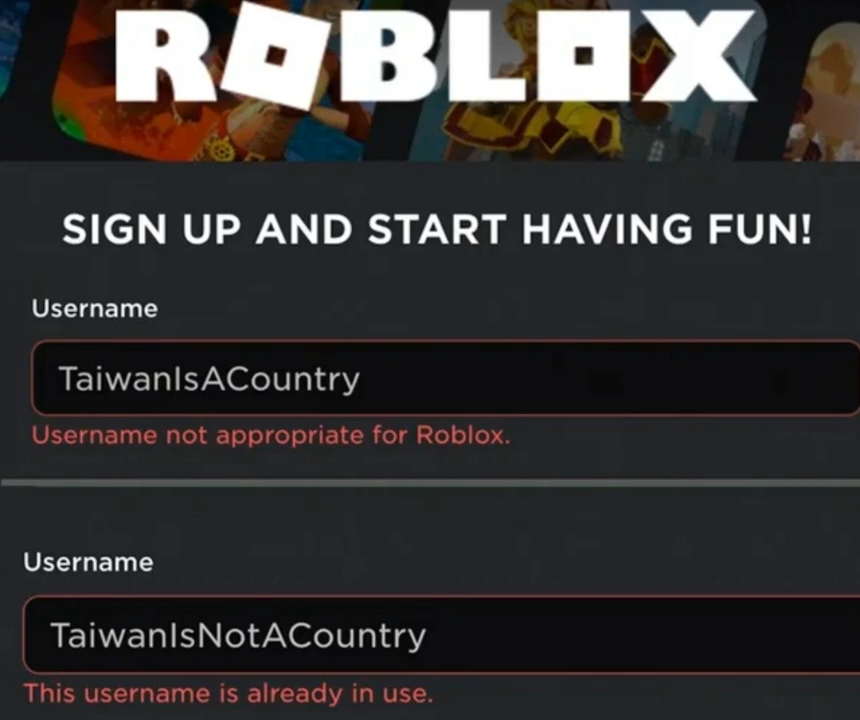 ROBLOX
SIGN UP AND START HAVING FUN!
Username
TaiwanIsACountry
Username not appropriate for Roblox.
Username
TaiwanIsNotACountry
This username is already in use.